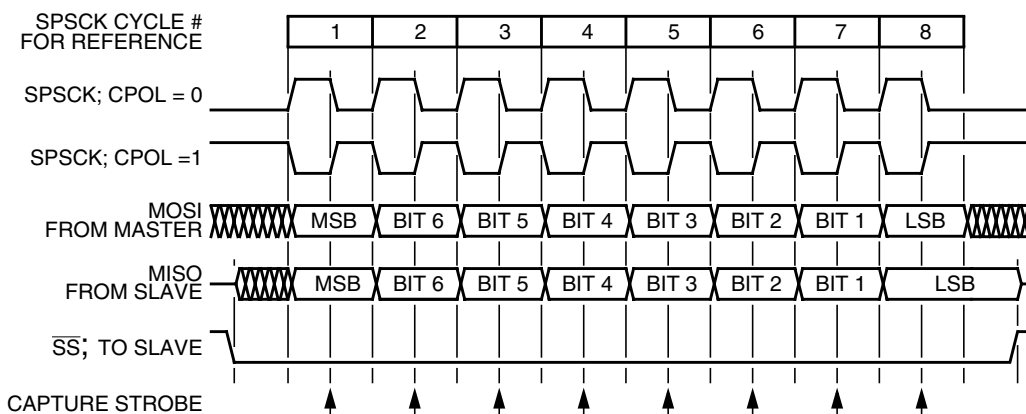 SPSCK CYCLE #
FOR REFERENCE
1 2 3 4 5 6 7 8
SPSCK; CPOL = 0
SPSCK; CPOL =1
MOSI
FROM MASTER
MSB BIT 6 BIT 5 BIT 4 BIT 3 BIT 2 BIT 1 LSB
MISO
FROM SLAVE
MSB BIT 6 BIT 5 BIT 4 BIT 3 BIT 2 BIT 1 LSB
SS; TO SLAVE
CAPTURE STROBE